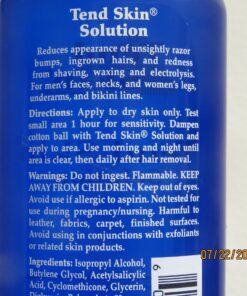 Tend Skin®
Solution
Reduces appearance of unsightly razor
bumps, ingrown hairs, and redness
from shaving, waxing and electrolysis.
For men's faces, necks, and women's legs,
underarms, and bikini lines.
Directions: Apply to dry skin only. Test
small area 1 hour for sensitivity. Dampen
cotton ball with Tend Skin® Solution and
apply to area. Use morning and night until
area is clear, then daily after hair removal.
Warnings: Do not ingest. Flammable. KEEP
AWAY FROM CHILDREN. Keep out of eyes.
Avoid use if allergic to aspirin. Not tested for
use during pregnancy/nursing. Harmful to
leather, fabrics, carpet, finished surfaces.
Avoid using in conjunctions with exfoliants
or related skin products.
Ingredients: Isopropyl Alcohol,
Butylene Glycol, Acetylsalicylic
Acid, Cyclomethicone, Glycerin,
07/22/20